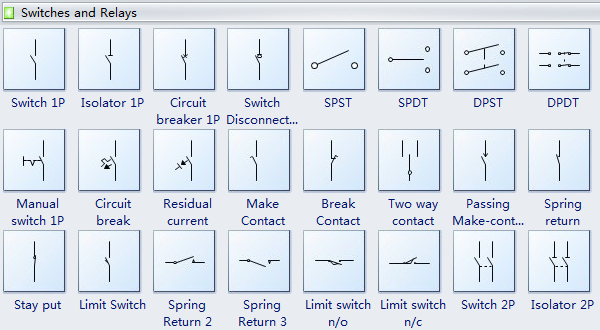 Switches and Relays
Switch 1P Isolator 1P Circuit Switch SPST SPDT DPST DPDT
breaker 1P Disconnect...
Manual Circuit Residual Make Break Two way Passing Spring
switch 1P break current Contact Contact contact Make-cont... return
Stay put Limit Switch Spring Spring Limit switch Limit switch Switch 2P Isolator 2P
Return 2 Return 3 n/o n/c